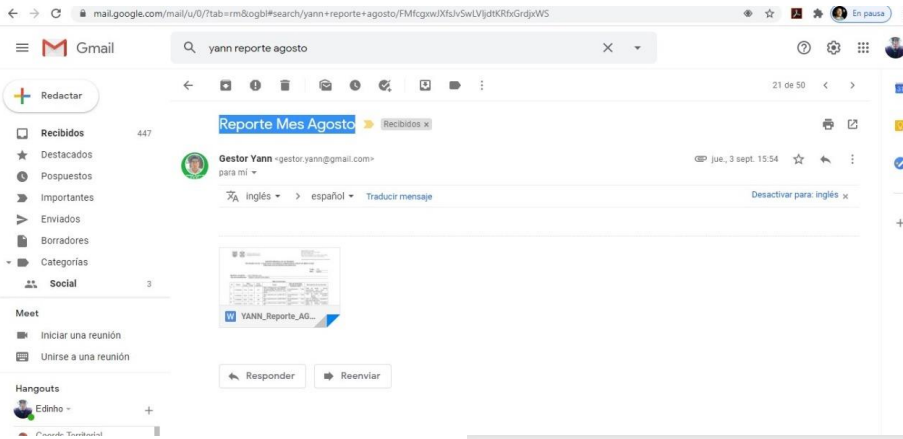 mail.google.com/mail/u/0/?tab=rm&ogbl#search/yann+reporte+agosto/FMfcgxwJXfsJvSwLVljdtKRfxGrdjxWS
En pausa
Gmail
yann reporte agosto
Redactar
21 de 50
Recibidos 447
Destacados
Pospuestos
Importantes
Enviados
Borradores
Categorías
Social 3
Meet
Iniciar una reunión
Unirse a una reunión
Hangouts
Edinho
Coords Territorial
Reporte Mes Agosto Recibidos x
Gestor Yann <gestor.yann@gmail.com> jue., 3 sept. 15:54
para mí
inglés > español Traducir mensaje Desactivar para: inglés x
W YANN_Reporte_AG...
Responder Reenviar